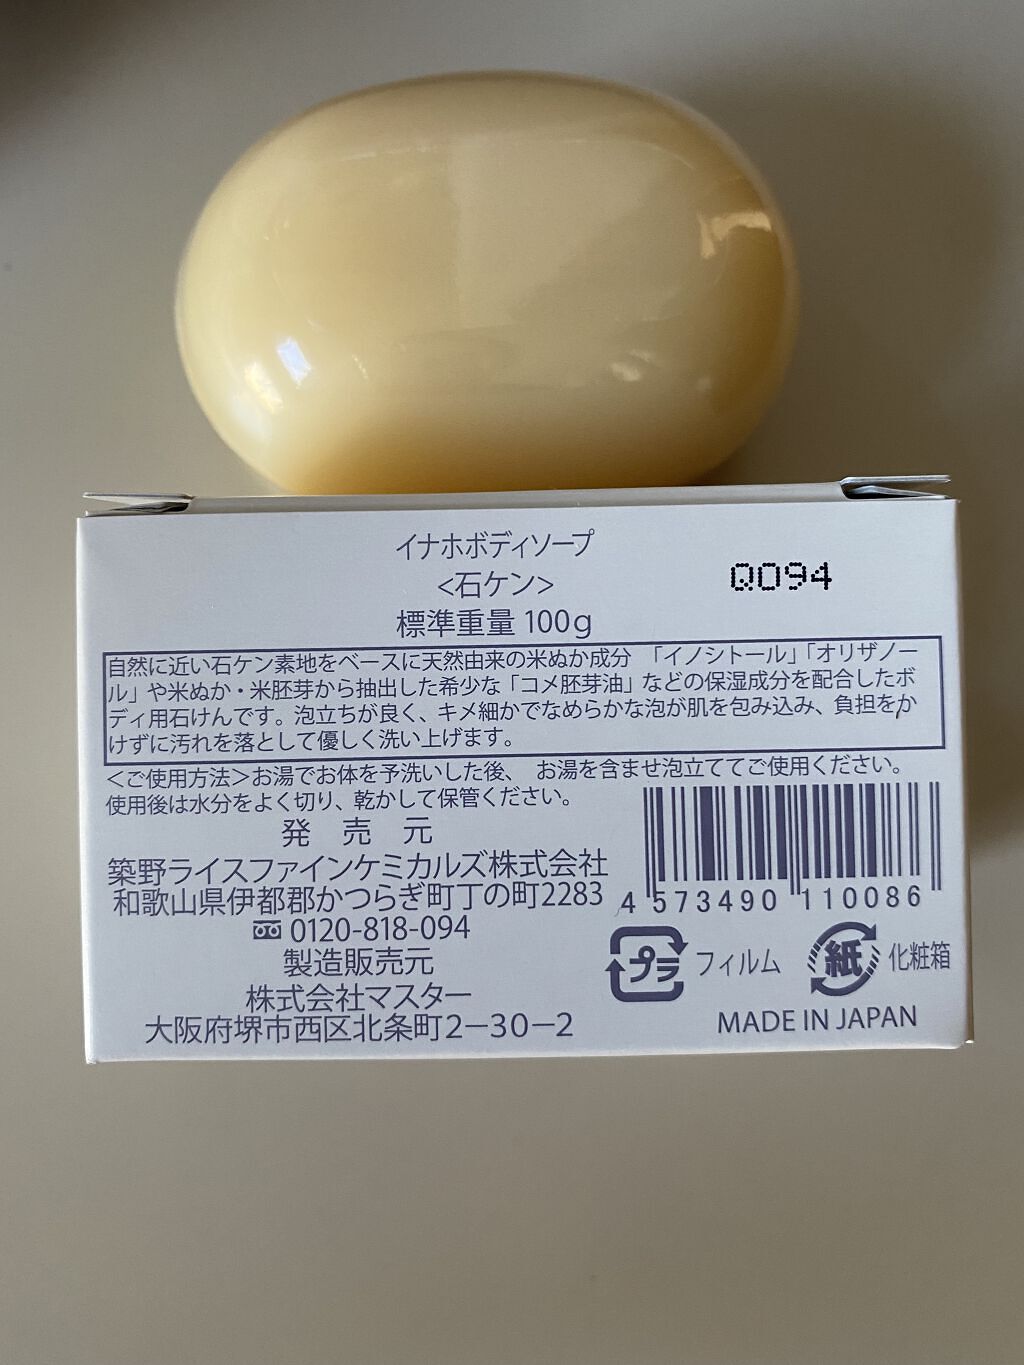 イナホボディソープ
<石ケン>
標準重量 100g
Q094
自然に近い石ケン素地をベースに天然由来の米ぬか成分 「イノシトール」「オリザノー
ル」や米ぬか・米胚芽から抽出した希少な「コメ胚芽油」などの保湿成分を配合したボ
ディ用石けんです。泡立ちが良く、キメ細かでなめらかな泡が肌を包み込み、負担をか
けずに汚れを落として優しく洗い上げます。
<ご使用方法>お湯でお体を予洗いした後、 お湯を含ませ泡立ててご使用ください。
使用後は水分をよく切り、乾かして保管ください。
発 売 元
築野ライスファインケミカルズ株式会社
和歌山県伊都郡かつらぎ町丁の町2283
0120-818-094
製造販売元
株式会社マスター
大阪府堺市西区北条町2-30-2
4 573490 110086
プラ フィルム 紙 化粧箱
MADE IN JAPAN